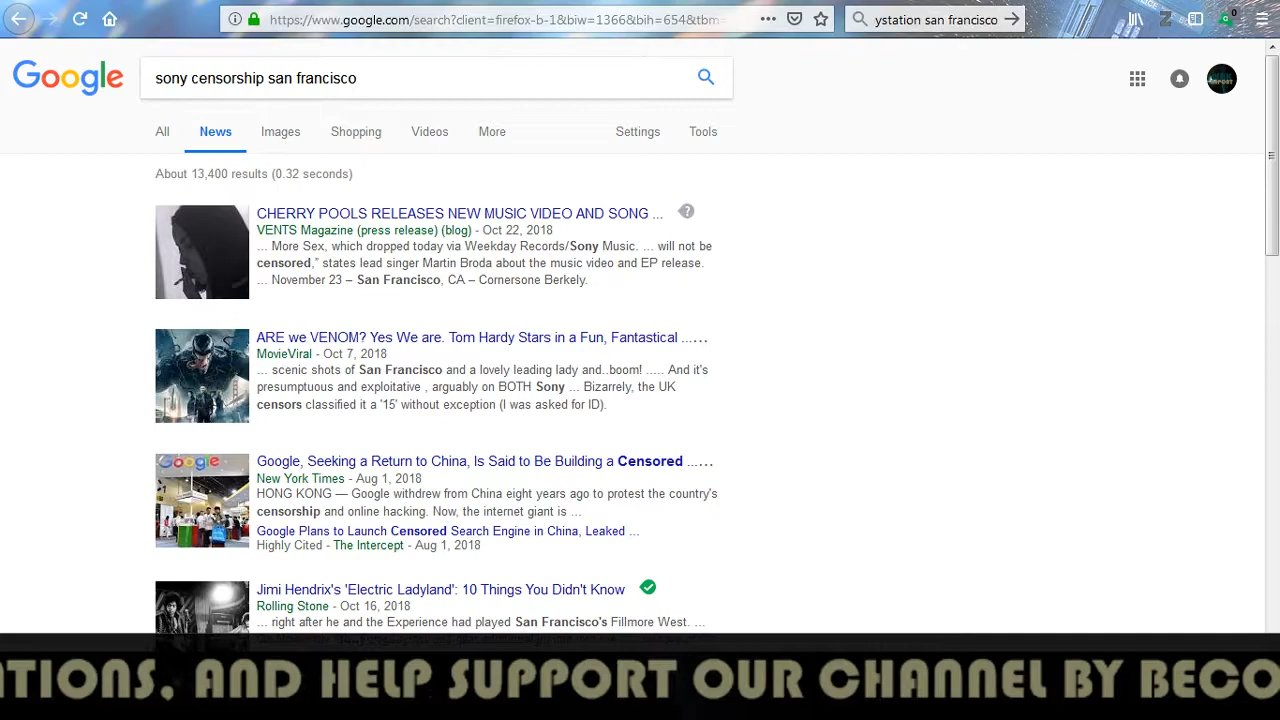 https://www.google.com/search?client=firefox-b-1&biw=1366&bih=654&tbm=
ystation san francisco
Google
sony censorship san francisco
All News Images Shopping Videos More Settings Tools
About 13,400 results (0.32 seconds)
CHERRY POOLS RELEASES NEW MUSIC VIDEO AND SONG ...
VENTS Magazine (press release) (blog) - Oct 22, 2018
... More Sex, which dropped today via Weekday Records/Sony Music. ... will not be
censored,” states lead singer Martin Broda about the music video and EP release.
... November 23 – San Francisco, CA – Cornersone Berkely.
ARE we VENOM? Yes We are. Tom Hardy Stars in a Fun, Fantastical ......
MovieViral - Oct 7, 2018
... scenic shots of San Francisco and a lovely leading lady and..boom! ..... And it's
presumptuous and exploitative , arguably on BOTH Sony ... Bizarrely, the UK
censors classified it a '15' without exception (I was asked for ID).
Google
Google, Seeking a Return to China, Is Said to Be Building a Censored ......
New York Times - Aug 1, 2018
HONG KONG — Google withdrew from China eight years ago to protest the country's
censorship and online hacking. Now, the internet giant is ...
Google Plans to Launch Censored Search Engine in China, Leaked ...
Highly Cited - The Intercept - Aug 1, 2018
Jimi Hendrix's 'Electric Ladyland': 10 Things You Didn't Know
Rolling Stone - Oct 16, 2018
... right after he and the Experience had played San Francisco's Fillmore West. ...
ATIONS, AND HELP SUPPORT OUR CHANNEL BY BECO